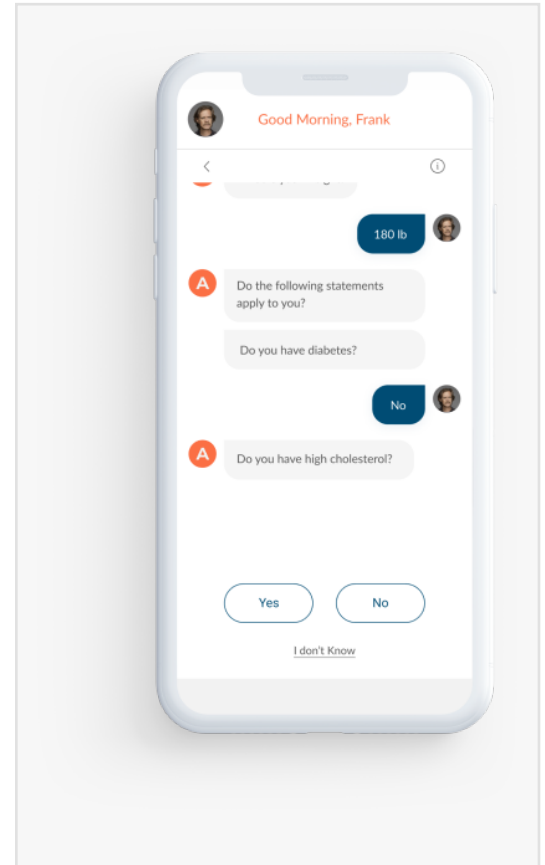 Good Morning, Frank
180 lb
A
Do the following statements
apply to you?
Do you have diabetes?
No
A
Do you have high cholesterol?
Yes
No
I don't Know